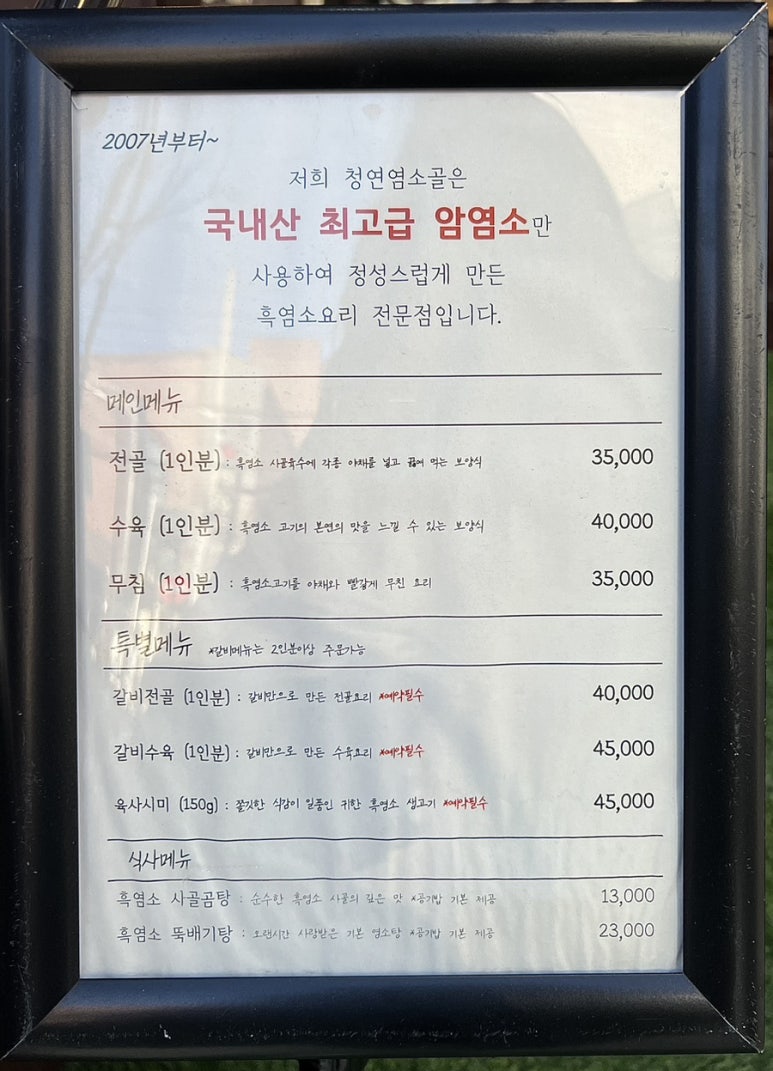 2007년부터~
저희 청연염소골은
국내산 최고급 암염소만
사용하여 정성스럽게 만든
흑염소요리 전문점입니다.
메인메뉴
전골 (1인분) : 흑염소 사골육수에 각종 야채를 넣고 끓여 먹는 보양식 35,000
수육 (1인분) : 흑염소 고기의 본연의 맛을 느낄 수 있는 보양식 40,000
무침 (1인분) : 흑염소고기를 야채와 빨갛게 무친 요리 35,000
특별메뉴 *갈비메뉴는 2인분이상 주문가능
갈비전골 (1인분) : 갈비만으로 만든 전골요리 *예약필수 40,000
갈비수육 (1인분) : 갈비만으로 만든 수육요리 *예약필수 45,000
육사시미 (150g) : 쫄깃한 식감이 일품인 귀한 흑염소 생고기 *예약필수 45,000
식사메뉴
흑염소 사골곰탕 : 순수한 흑염소 사골의 깊은 맛 *공기밥 기본 제공 13,000
흑염소 뚝배기탕 : 오랜시간 사랑받은 기본 염소탕 *공기밥 기본 제공 23,000